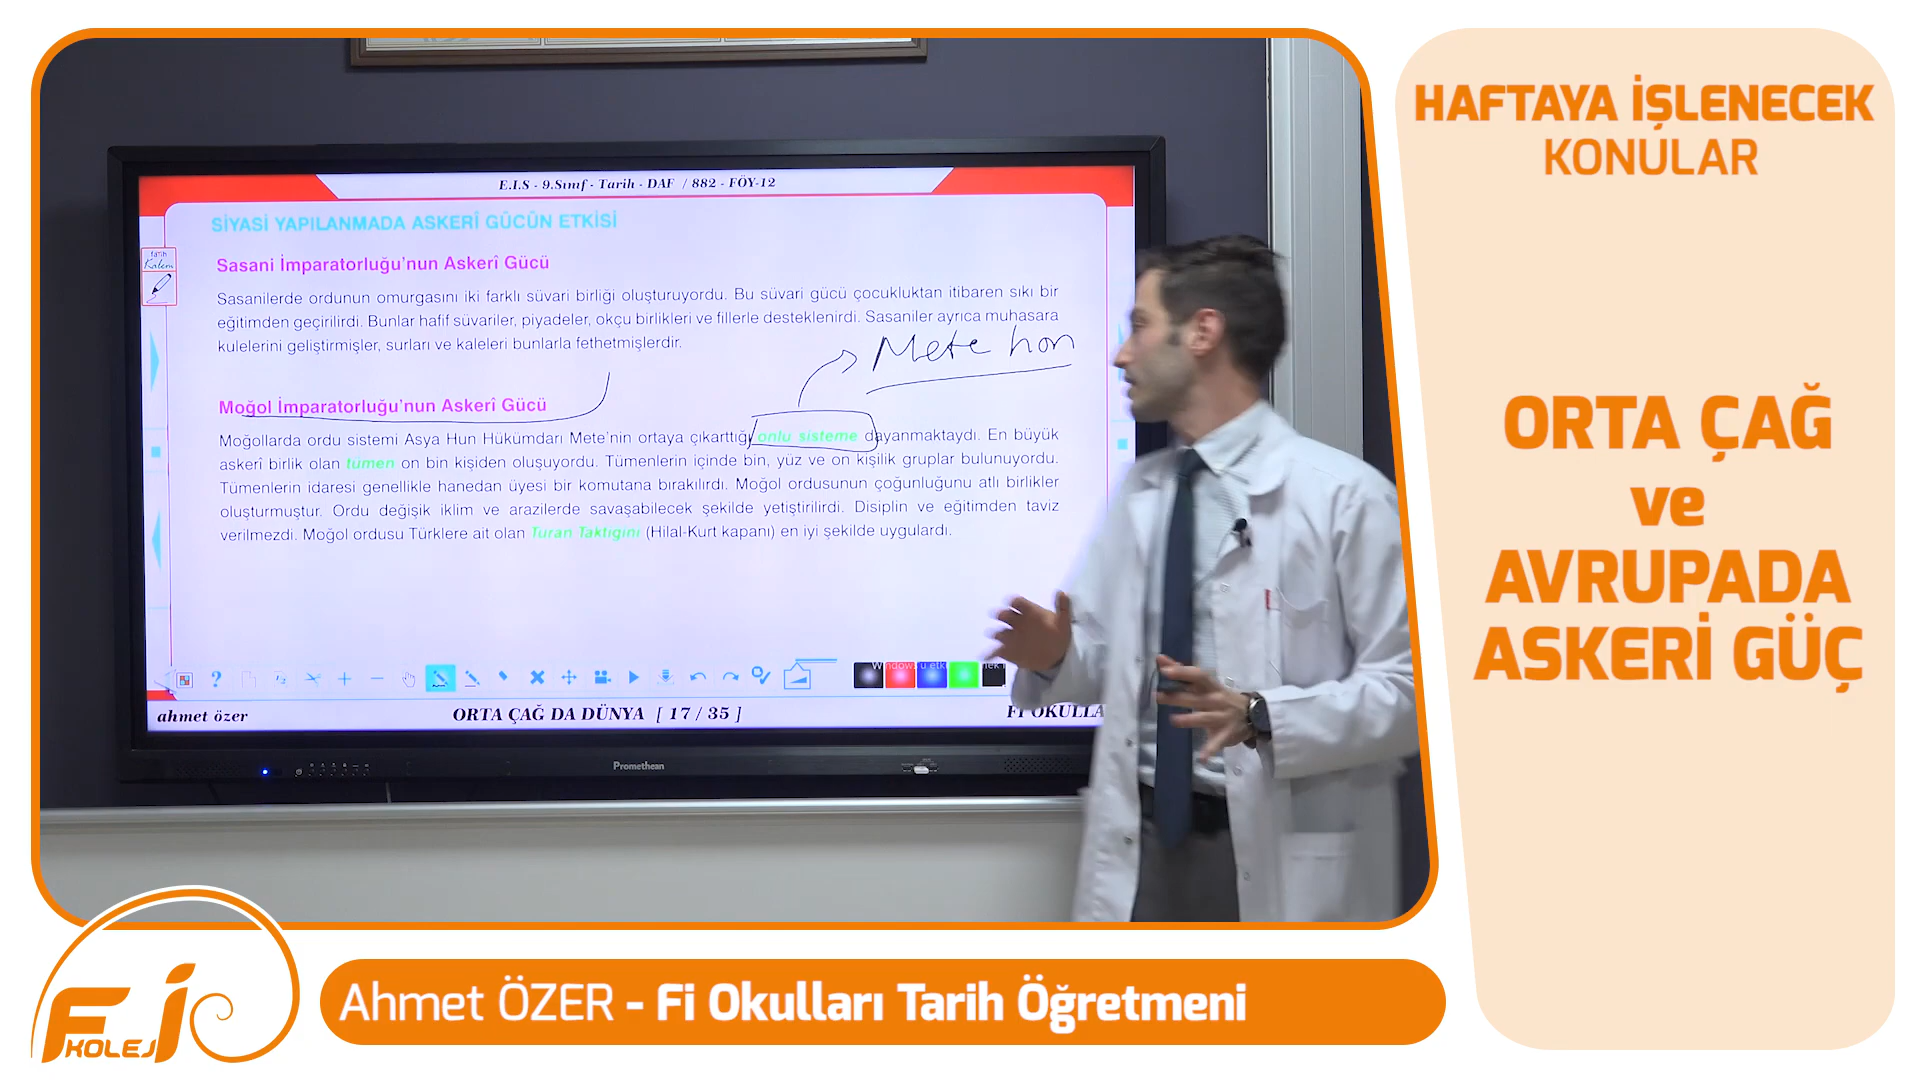 HAFTAYA İŞLENECEK
KONULAR
ORTA ÇAĞ
ve
AVRUPADA
ASKERİ GÜÇ
E.I.S - 9.Sınıf - Tarih - DAF / 882 - FÖY-12
SİYASİ YAPILANMADA ASKERÎ GÜCÜN ETKİSİ
tarih
Kalem
Sasani İmparatorluğu'nun Askerî Gücü
Sasanilerde ordunun omurgasını iki farklı süvari birliği oluşturuyordu. Bu süvari gücü çocukluktan itibaren sıkı bir
eğitimden geçirilirdi. Bunlar hafif süvariler, piyadeler, okçu birlikleri ve fillerle desteklenirdi. Sasaniler ayrıca muhasara
kulelerini geliştirmişler, surları ve kaleleri bunlarla fethetmişlerdir.
Mete han
Moğol İmparatorluğu'nun Askerî Gücü
Moğollarda ordu sistemi Asya Hun Hükümdarı Mete'nin ortaya çıkarttığı onlu sisteme dayanmaktaydı. En büyük
askerî birlik olan tümen on bin kişiden oluşuyordu. Tümenlerin içinde bin, yüz ve on kişilik gruplar bulunuyordu.
Tümenlerin idaresi genellikle hanedan üyesi bir komutana bırakılırdı. Moğol ordusunun çoğunluğunu atlı birlikler
oluşturmuştur. Ordu değişik iklim ve arazilerde savaşabilecek şekilde yetiştirilirdi. Disiplin ve eğitimden taviz
verilmezdi. Moğol ordusu Türklere ait olan Turan Taktiğini (Hilal-Kurt kapanı) en iyi şekilde uygulardı.
ahmet özer
ORTA ÇAĞ DA DÜNYA [ 17 / 35 ]
Fİ OKULLA
Promethean
Fi
KOLEJ
Ahmet ÖZER - Fi Okulları Tarih Öğretmeni